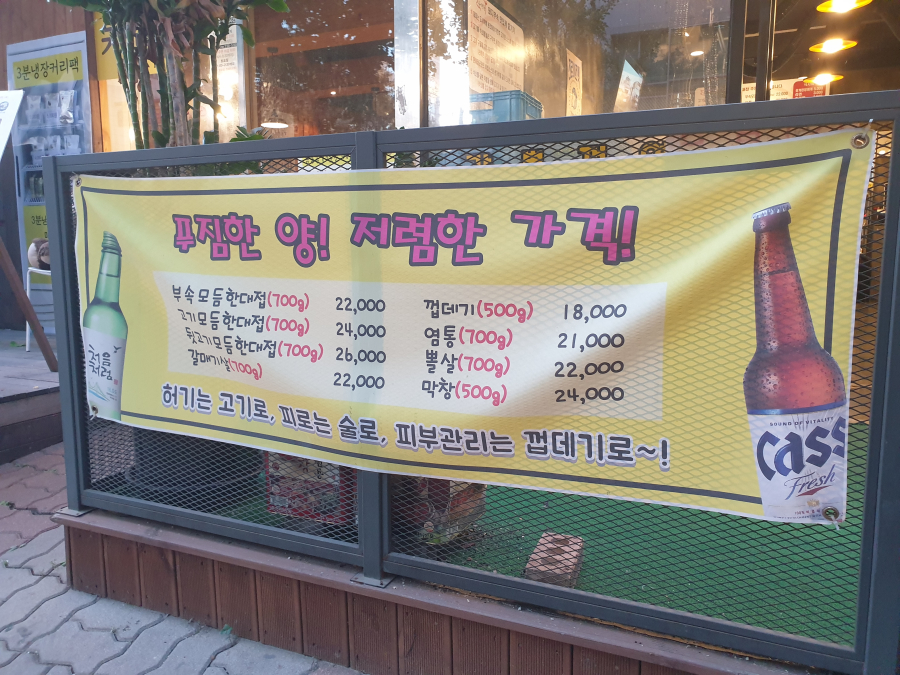 3분냉장커리팩
푸짐한 양! 저렴한 가격!
부속모듬한대접(700g) 22,000
고기모듬한대접(700g) 24,000
뒷고기모듬한대접(700g) 26,000
갈매기살(700g) 22,000
껍데기(500g) 18,000
염통(700g) 21,000
뽈살(700g) 22,000
막창(500g) 24,000
허기는 고기로, 피로는 술로, 피부관리는 껍데기로~!
처음
처럼
SOUND OF VITALITY
Cass
Fresh